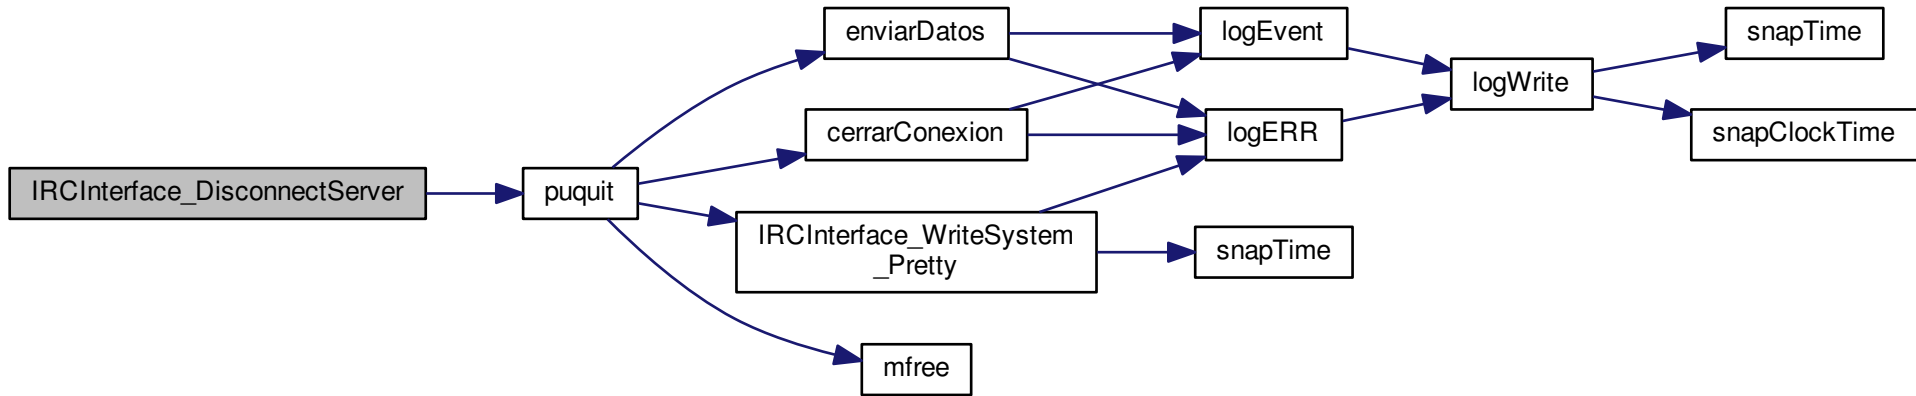 IRCInterface_DisconnectServer
puquit
enviarDatos
cerrarConexion
IRCInterface_WriteSystem
_Pretty
mfree
logEvent
logERR
snapTime
logWrite
snapTime
snapClockTime